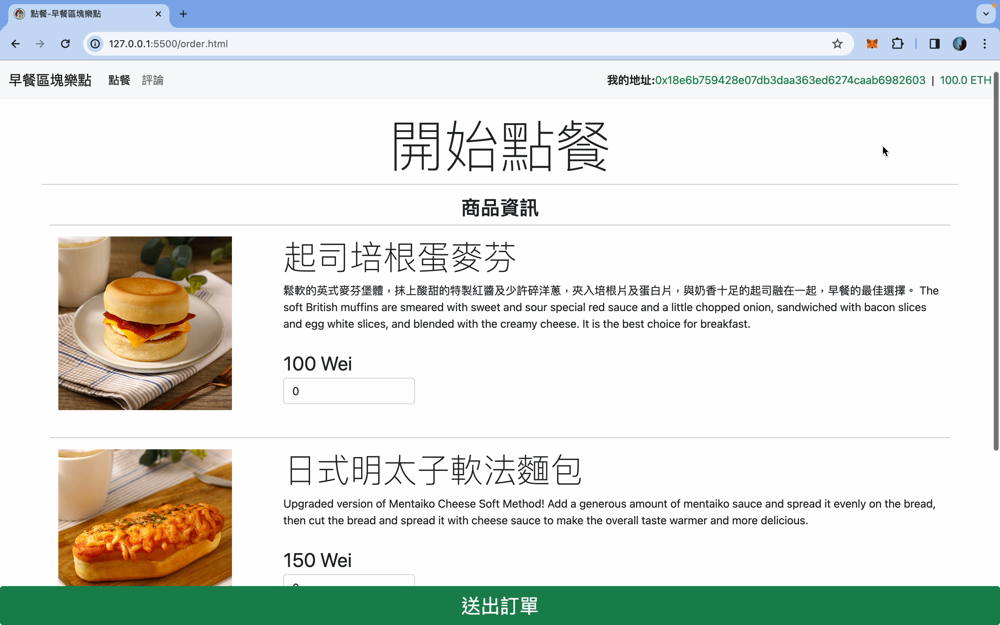 點餐-早餐區塊樂點
127.0.0.1:5500/order.html
早餐區塊樂點 點餐 評論 我的地址:0x18e6b759428e07db3daa363ed6274caab6982603 | 100.0 ETH
開始點餐
商品資訊
起司培根蛋麥芬
鬆軟的英式麥芬堡體，抹上酸甜的特製紅醬及少許碎洋蔥，夾入培根片及蛋白片，與奶香十足的起司融在一起，早餐的最佳選擇。 The
soft British muffins are smeared with sweet and sour special red sauce and a little chopped onion, sandwiched with bacon slices
and egg white slices, and blended with the creamy cheese. It is the best choice for breakfast.
100 Wei
0
日式明太子軟法麵包
Upgraded version of Mentaiko Cheese Soft Method! Add a generous amount of mentaiko sauce and spread it evenly on the bread,
then cut the bread and spread it with cheese sauce to make the overall taste warmer and more delicious.
150 Wei
送出訂單